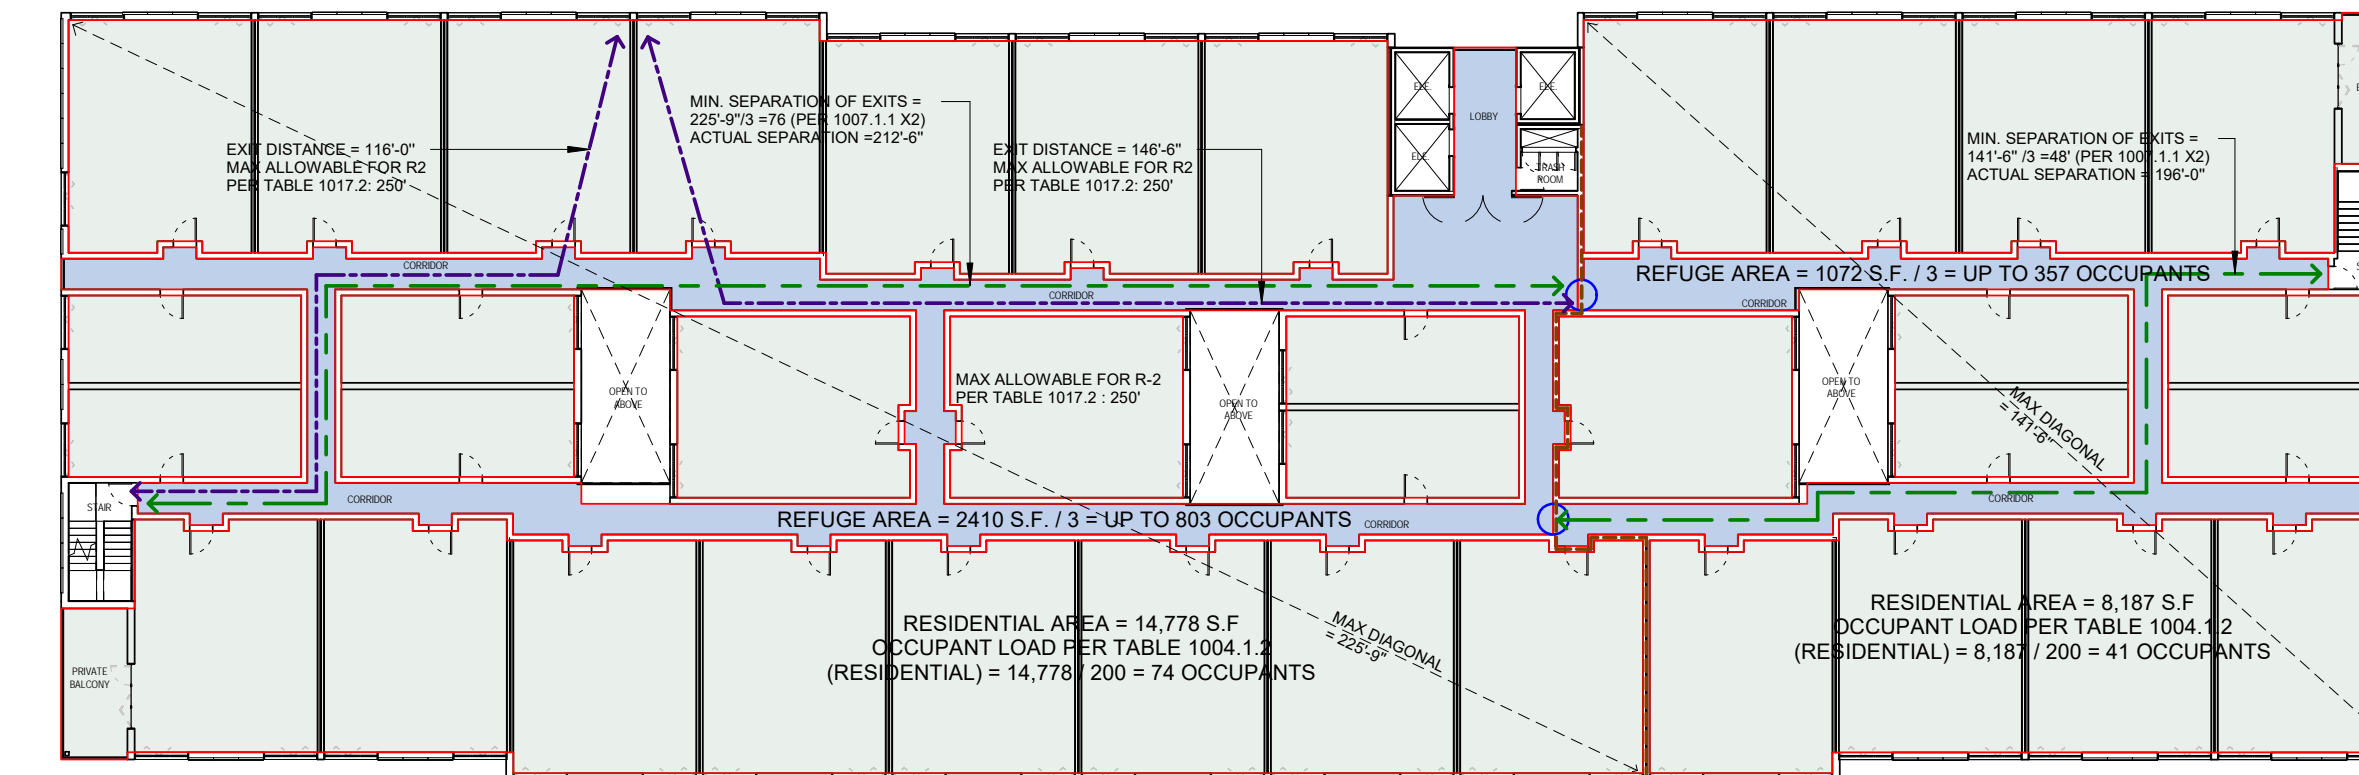 MIN. SEPARATION OF EXITS =
225'-9"/3 =76 (PER 1007.1.1 X2)
ACTUAL SEPARATION =212'-6"
EXIT DISTANCE = 116'-0"
MAX ALLOWABLE FOR R2
PER TABLE 1017.2: 250'
EXIT DISTANCE = 146'-6"
MAX ALLOWABLE FOR R2
PER TABLE 1017.2: 250'
ELE.
ELE.
LOBBY
ELE.
TRASH
ROOM
MIN. SEPARATION OF EXITS =
141'-6" /3 =48' (PER 1007.1.1 X2)
ACTUAL SEPARATION = 196'-0"
CORRIDOR
CORRIDOR
REFUGE AREA = 1072 S.F. / 3 = UP TO 357 OCCUPANTS
CORRIDOR
OPEN TO
ABOVE
MAX ALLOWABLE FOR R-2
PER TABLE 1017.2 : 250'
OPEN TO
ABOVE
OPEN TO
ABOVE
MAX DIAGONAL
= 141'-6"
STAIR
CORRIDOR
REFUGE AREA = 2410 S.F. / 3 = UP TO 803 OCCUPANTS
CORRIDOR
CORRIDOR
RESIDENTIAL AREA = 14,778 S.F
OCCUPANT LOAD PER TABLE 1004.1.2
(RESIDENTIAL) = 14,778 / 200 = 74 OCCUPANTS
MAX DIAGONAL
= 225'-9"
RESIDENTIAL AREA = 8,187 S.F
OCCUPANT LOAD PER TABLE 1004.1.2
(RESIDENTIAL) = 8,187 / 200 = 41 OCCUPANTS
PRIVATE
BALCONY